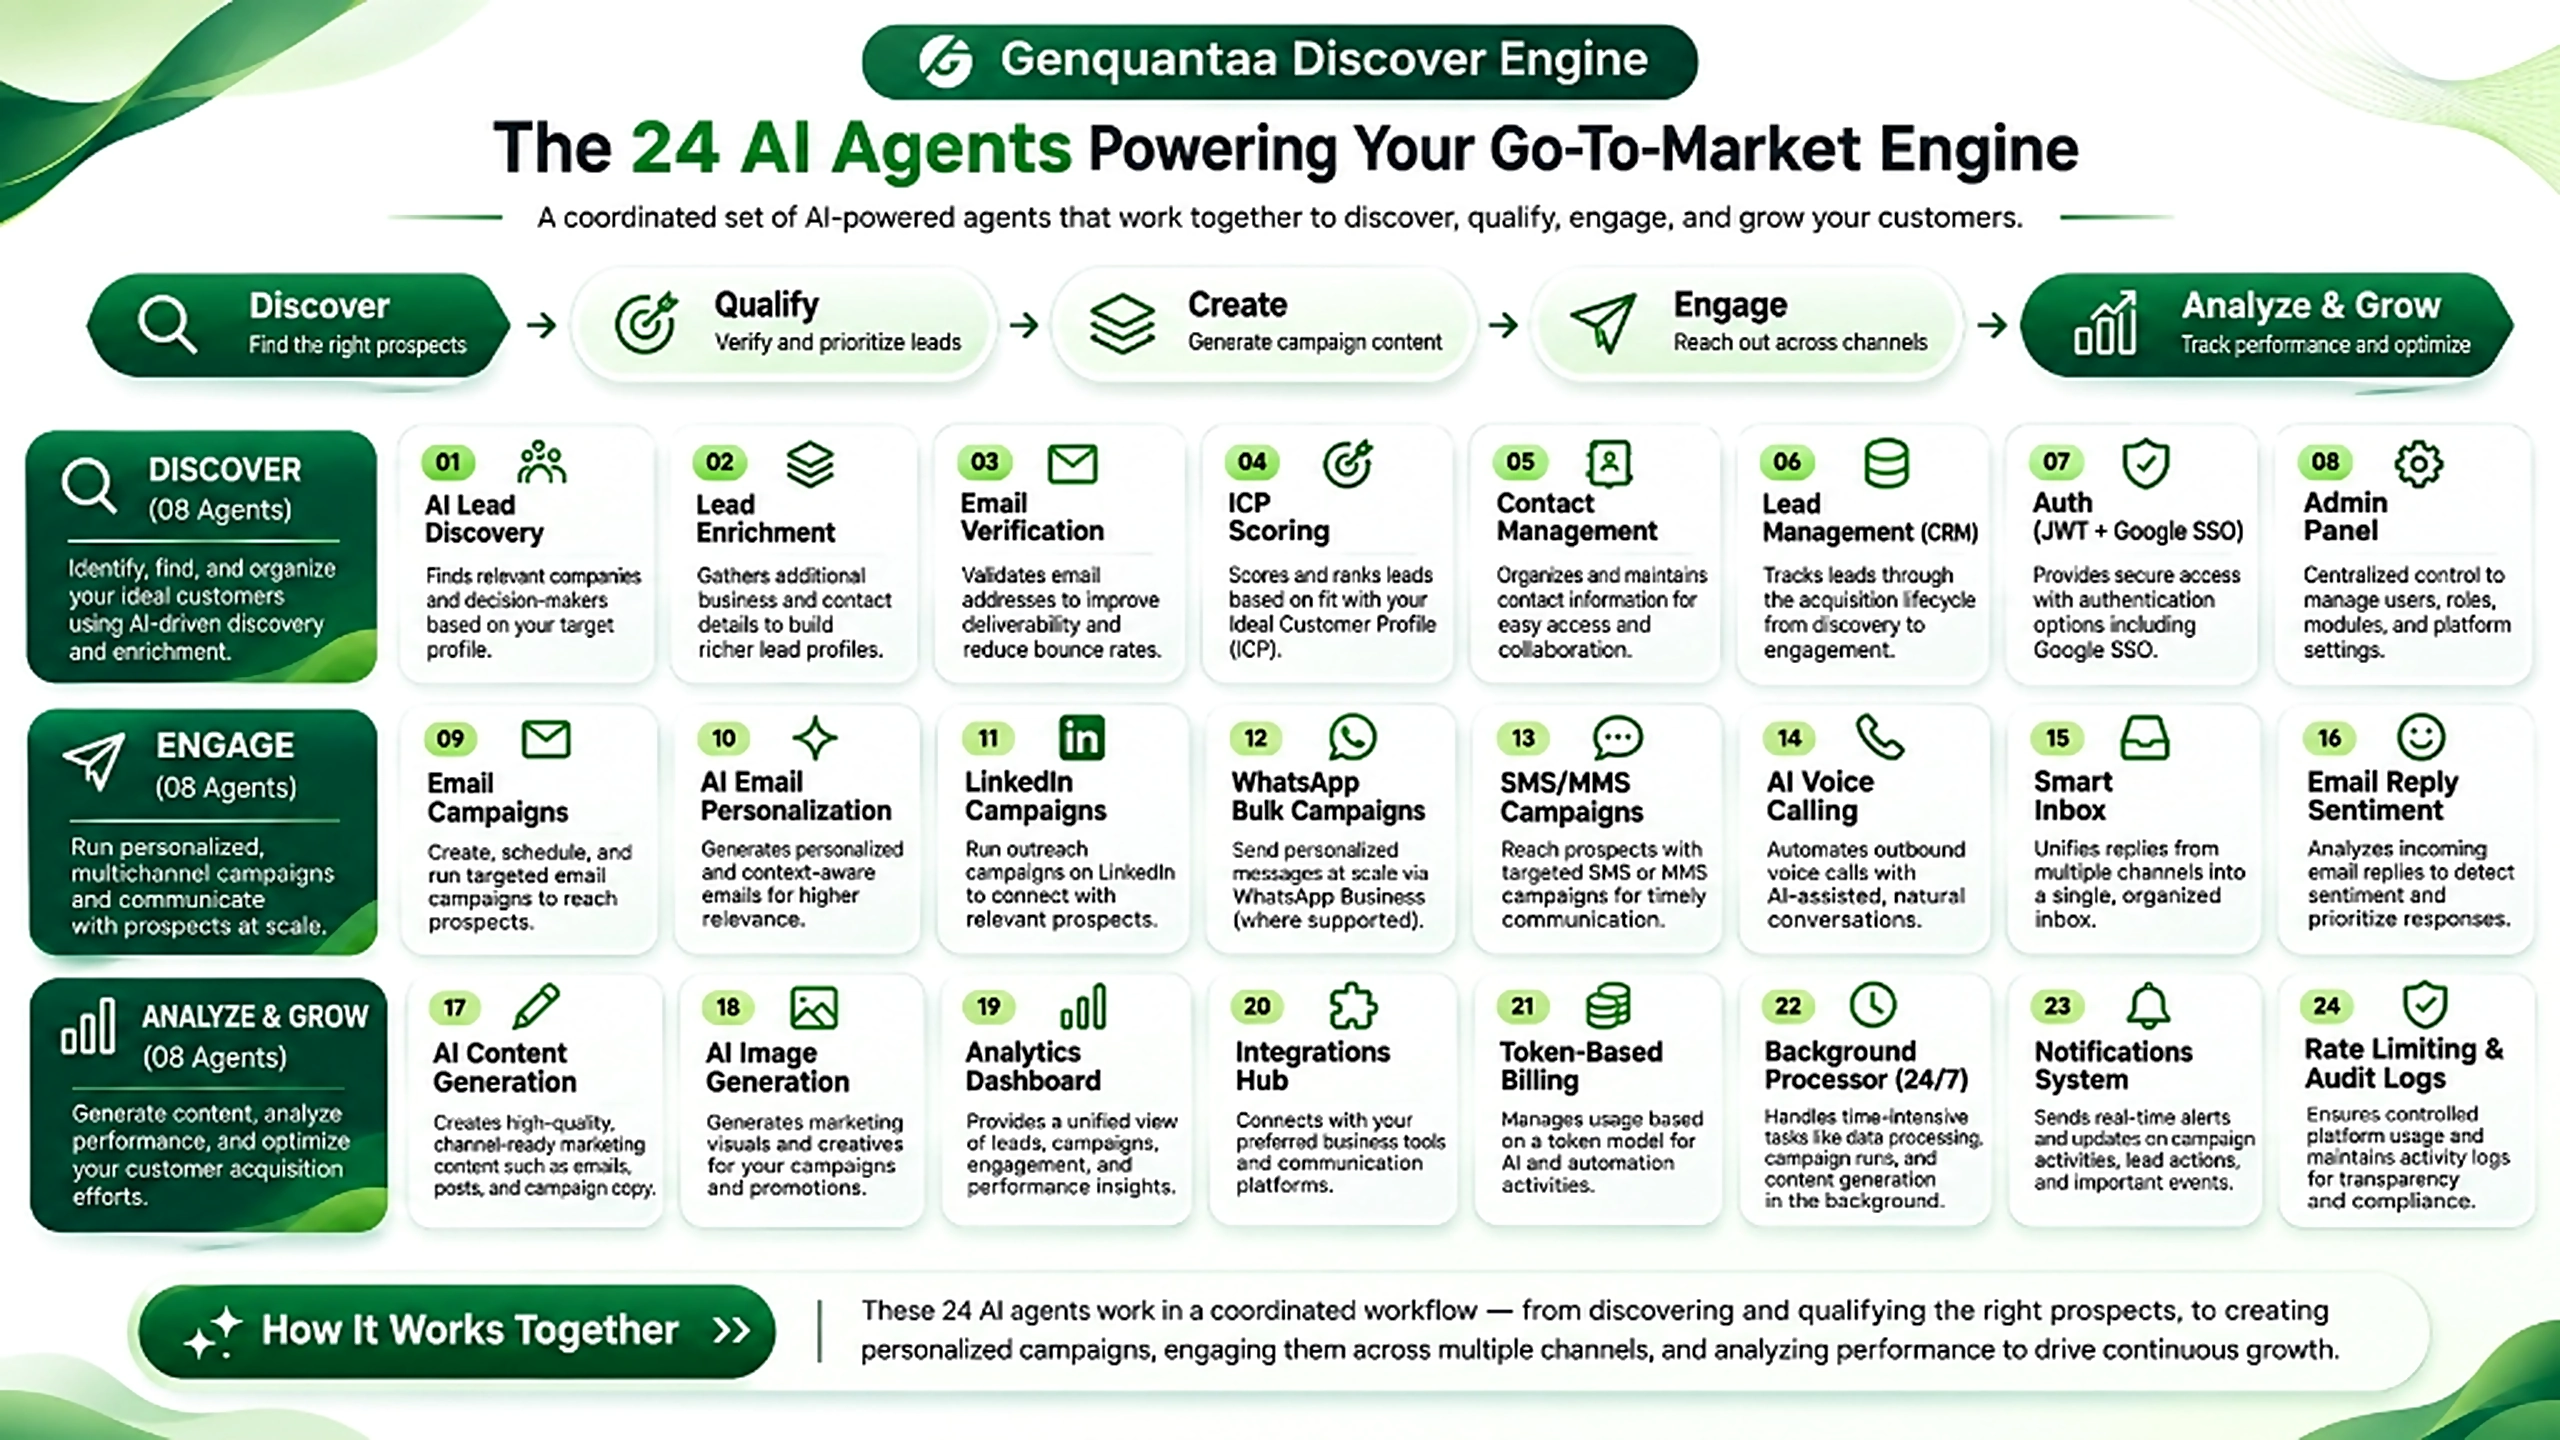 Genquantaa Discover Engine
The 24 AI Agents Powering Your Go-To-Market Engine
A coordinated set of AI-powered agents that work together to discover, qualify, engage, and grow your customers.
Discover
Find the right prospects
Qualify
Verify and prioritize leads
Create
Generate campaign content
Engage
Reach out across channels
Analyze & Grow
Track performance and optimize
DISCOVER
(08 Agents)
Identify, find, and organize
your ideal customers
using AI-driven discovery
and enrichment.
01
AI Lead
Discovery
Finds relevant companies
and decision-makers
based on your target
profile.
02
Lead
Enrichment
Gathers additional
business and contact
details to build
richer lead profiles.
03
Email
Verification
Validates email
addresses to improve
deliverability and
reduce bounce rates.
04
ICP
Scoring
Scores and ranks leads
based on fit with your
Ideal Customer Profile
(ICP).
05
Contact
Management
Organizes and maintains
contact information for
easy access and
collaboration.
06
Lead
Management (CRM)
Tracks leads through
the acquisition lifecycle
from discovery to
engagement.
07
Auth
(JWT + Google SSO)
Provides secure access
with authentication
options including
Google SSO.
08
Admin
Panel
Centralized control to
manage users, roles,
modules, and platform
settings.
ENGAGE
(08 Agents)
Run personalized,
multichannel campaigns
and communicate
with prospects at scale.
09
Email
Campaigns
Create, schedule, and
run targeted email
campaigns to reach
prospects.
10
AI Email
Personalization
Generates personalized
and context-aware
emails for higher
relevance.
11
in
LinkedIn
Campaigns
Run outreach
campaigns on LinkedIn
to connect with
relevant prospects.
12
WhatsApp
Bulk Campaigns
Send personalized
messages at scale via
WhatsApp Business
(where supported).
13
SMS/MMS
Campaigns
Reach prospects with
targeted SMS or MMS
campaigns for timely
communication.
14
AI Voice
Calling
Automates outbound
voice calls with
AI-assisted, natural
conversations.
15
Smart
Inbox
Unifies replies from
multiple channels into
a single, organized
inbox.
16
Email Reply
Sentiment
Analyzes incoming
email replies to detect
sentiment and
prioritize responses.
ANALYZE & GROW
(08 Agents)
Generate content, analyze
performance, and optimize
your customer acquisition
efforts.
17
AI Content
Generation
Creates high-quality,
channel-ready marketing
content such as emails,
posts, and campaign copy.
18
AI Image
Generation
Generates marketing
visuals and creatives
for your campaigns
and promotions.
19
Analytics
Dashboard
Provides a unified view
of leads, campaigns,
engagement, and
performance insights.
20
Integrations
Hub
Connects with your
preferred business tools
and communication
platforms.
21
Token-Based
Billing
Manages usage based
on a token model for
AI and automation
activities.
22
Background
Processor (24/7)
Handles time-intensive
tasks like data processing,
campaign runs, and
content generation
in the background.
23
Notifications
System
Sends real-time alerts
and updates on campaign
activities, lead actions,
and important events.
24
Rate Limiting &
Audit Logs
Ensures controlled
platform usage and
maintains activity logs
for transparency
and compliance.
How It Works Together
These 24 AI agents work in a coordinated workflow — from discovering and qualifying the right prospects, to creating
personalized campaigns, engaging them across multiple channels, and analyzing performance to drive continuous growth.